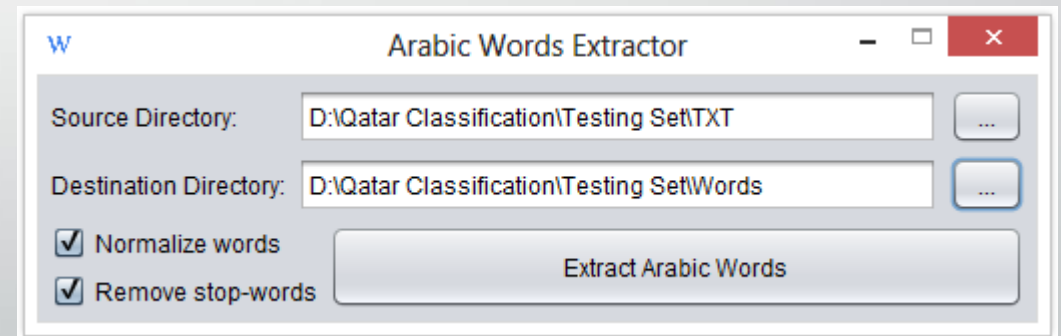 W Arabic Words Extractor
Source Directory: D:\Qatar Classification\Testing Set\TXT ...
Destination Directory: D:\Qatar Classification\Testing Set\Words ...
Normalize words
Extract Arabic Words
Remove stop-words